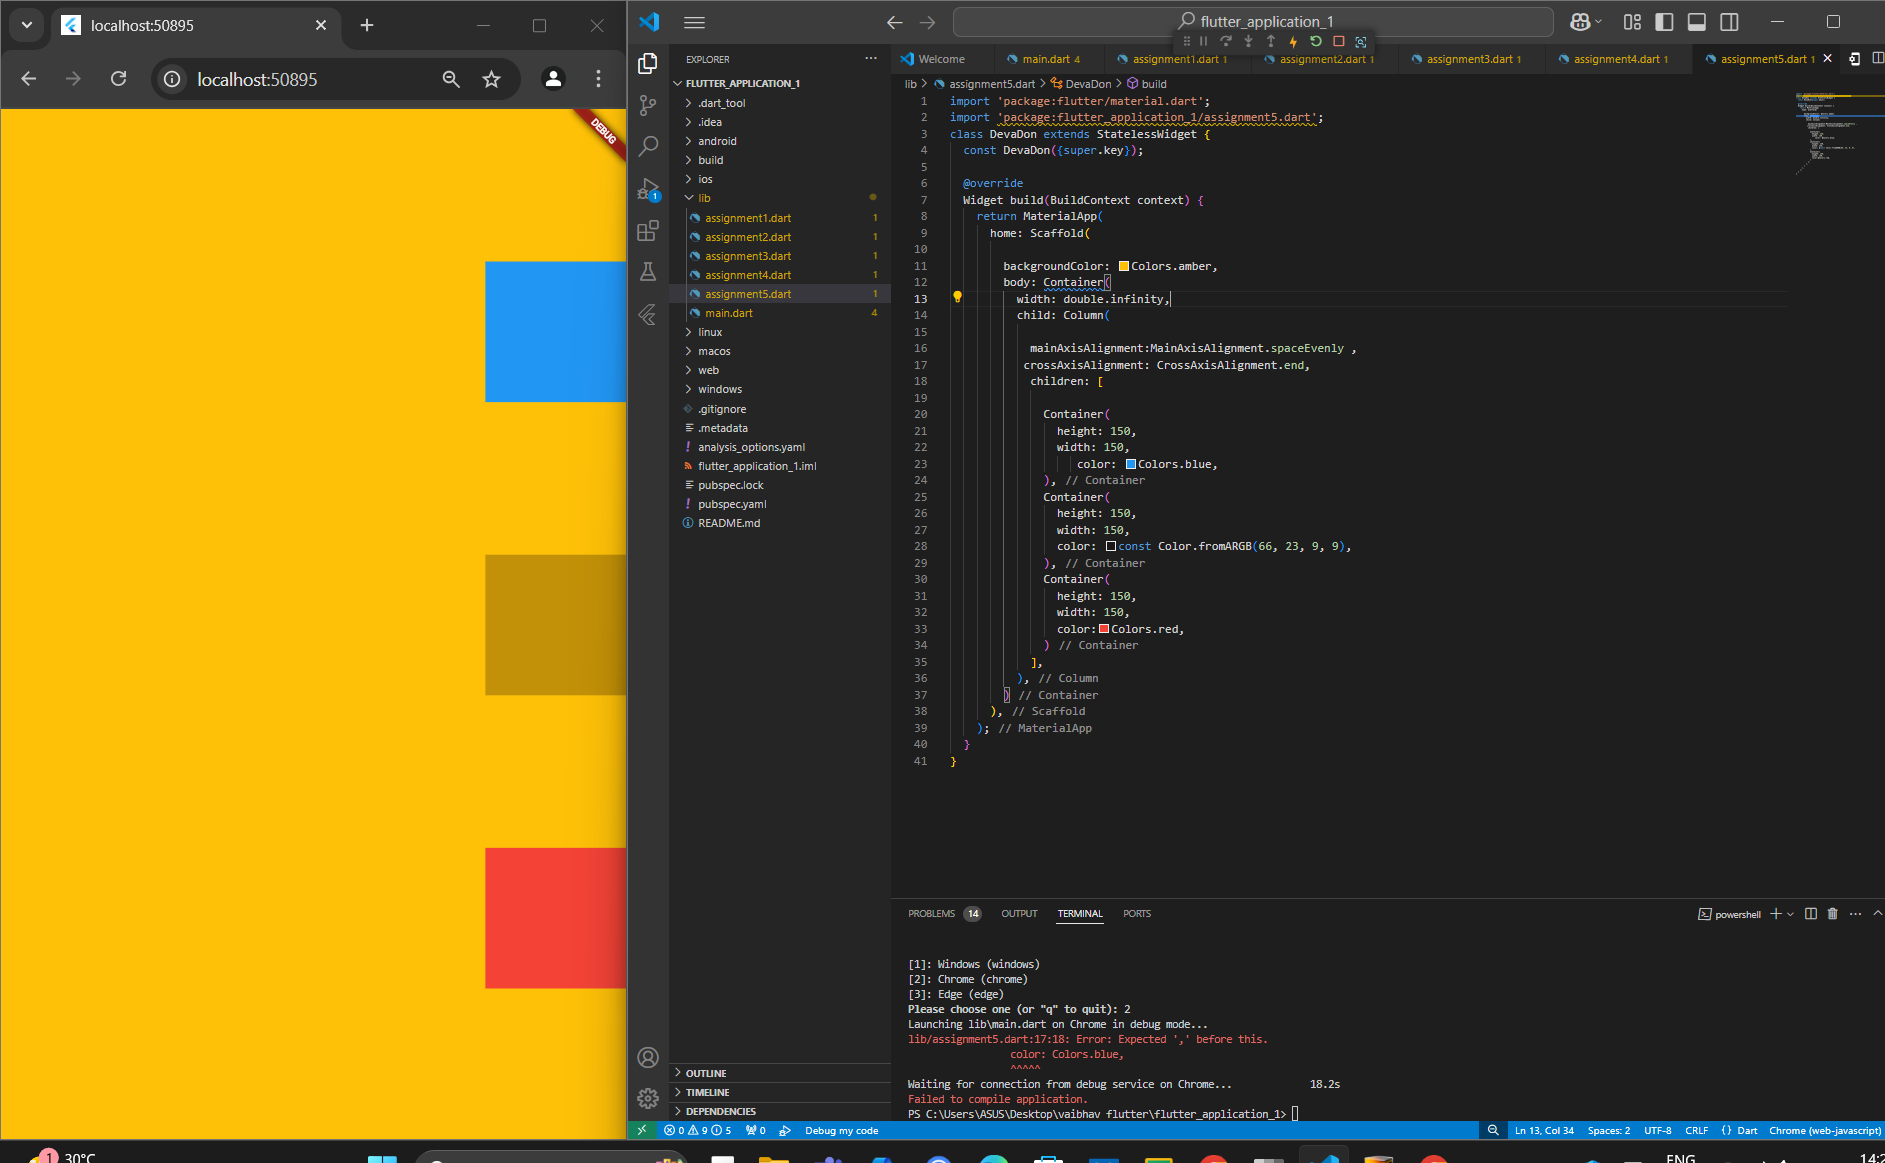 localhost:50895
localhost:50895
DEBUG
flutter_application_1
EXPLORER
FLUTTER_APPLICATION_1
.dart_tool
.idea
android
build
ios
lib
assignment1.dart 1
assignment2.dart 1
assignment3.dart 1
assignment4.dart 1
assignment5.dart 1
main.dart 4
linux
macos
web
windows
.gitignore
.metadata
analysis_options.yaml
flutter_application_1.iml
pubspec.lock
pubspec.yaml
README.md
OUTLINE
TIMELINE
DEPENDENCIES
Welcome main.dart 4 assignment1.dart 1 assignment2.dart 1 assignment3.dart 1 assignment4.dart 1 assignment5.dart 1
lib > assignment5.dart > DevaDon > build
1 import 'package:flutter/material.dart';
2 import 'package:flutter_application_1/assignment5.dart';
3 class DevaDon extends StatelessWidget {
4 const DevaDon({super.key});
5
6 @override
7 Widget build(BuildContext context) {
8 return MaterialApp(
9 home: Scaffold(
10
11 backgroundColor: Colors.amber,
12 body: Container(
13 width: double.infinity,
14 child: Column(
15
16 mainAxisAlignment:MainAxisAlignment.spaceEvenly ,
17 crossAxisAlignment: CrossAxisAlignment.end,
18 children: [
19
20 Container(
21 height: 150,
22 width: 150,
23 color: Colors.blue,
24 ), // Container
25 Container(
26 height: 150,
27 width: 150,
28 color: const Color.fromARGB(66, 23, 9, 9),
29 ), // Container
30 Container(
31 height: 150,
32 width: 150,
33 color: Colors.red,
34 ) // Container
35 ],
36 ), // Column
37 ) // Container
38 ), // Scaffold
39 ); // MaterialApp
40 }
41 }
PROBLEMS 14 OUTPUT TERMINAL PORTS
powershell
[1]: Windows (windows)
[2]: Chrome (chrome)
[3]: Edge (edge)
Please choose one (or "q" to quit): 2
Launching lib\main.dart on Chrome in debug mode...
lib/assignment5.dart:17:18: Error: Expected ',' before this.
color: Colors.blue,
^^^^^
Waiting for connection from debug service on Chrome... 18.2s
Failed to compile application.
PS C:\Users\ASUS\Desktop\vaibhav flutter\flutter_application_1>
0 9 5 0 Debug my code
Ln 13, Col 34 Spaces: 2 UTF-8 CRLF {} Dart Chrome (web-javascript)
1 30°C
ENG
14:2